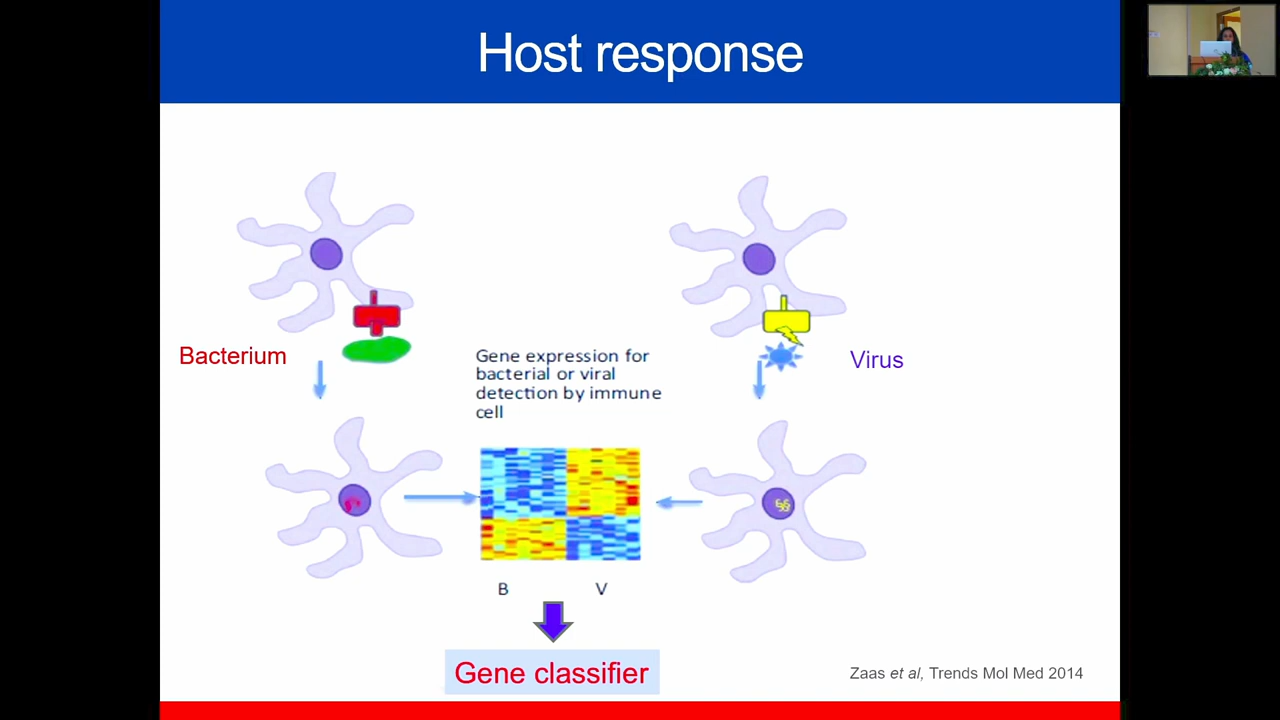 Host response
Bacterium
Virus
Gene expression for
bacterial or viral
detection by immune
cell
B
V
Gene classifier
Zaas et al, Trends Mol Med 2014